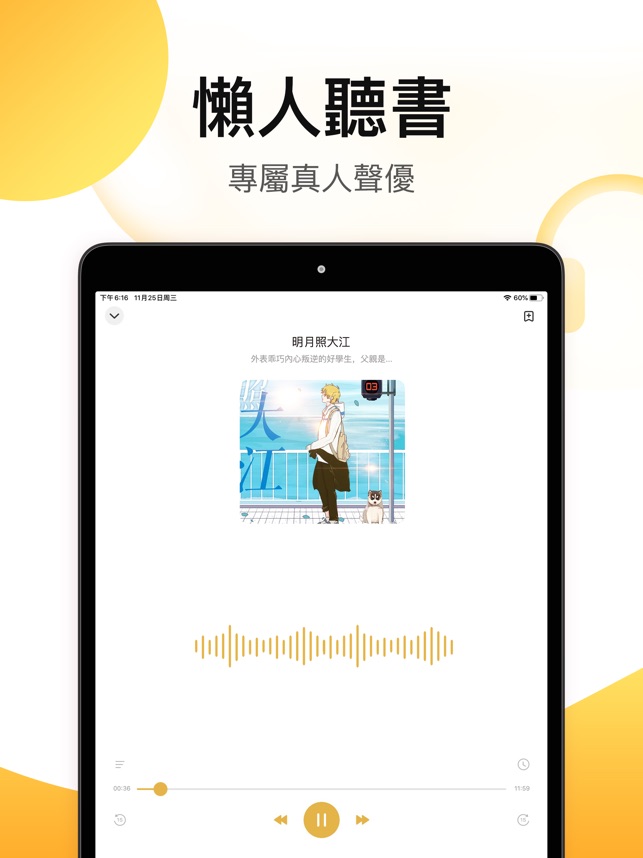 懶人聽書
專屬真人聲優
下午6:16 11月25日周三
60%
明月照大江
外表乖巧內心叛逆的好學生，父親是...
03
照
大
江
00:36
11:59
15
15